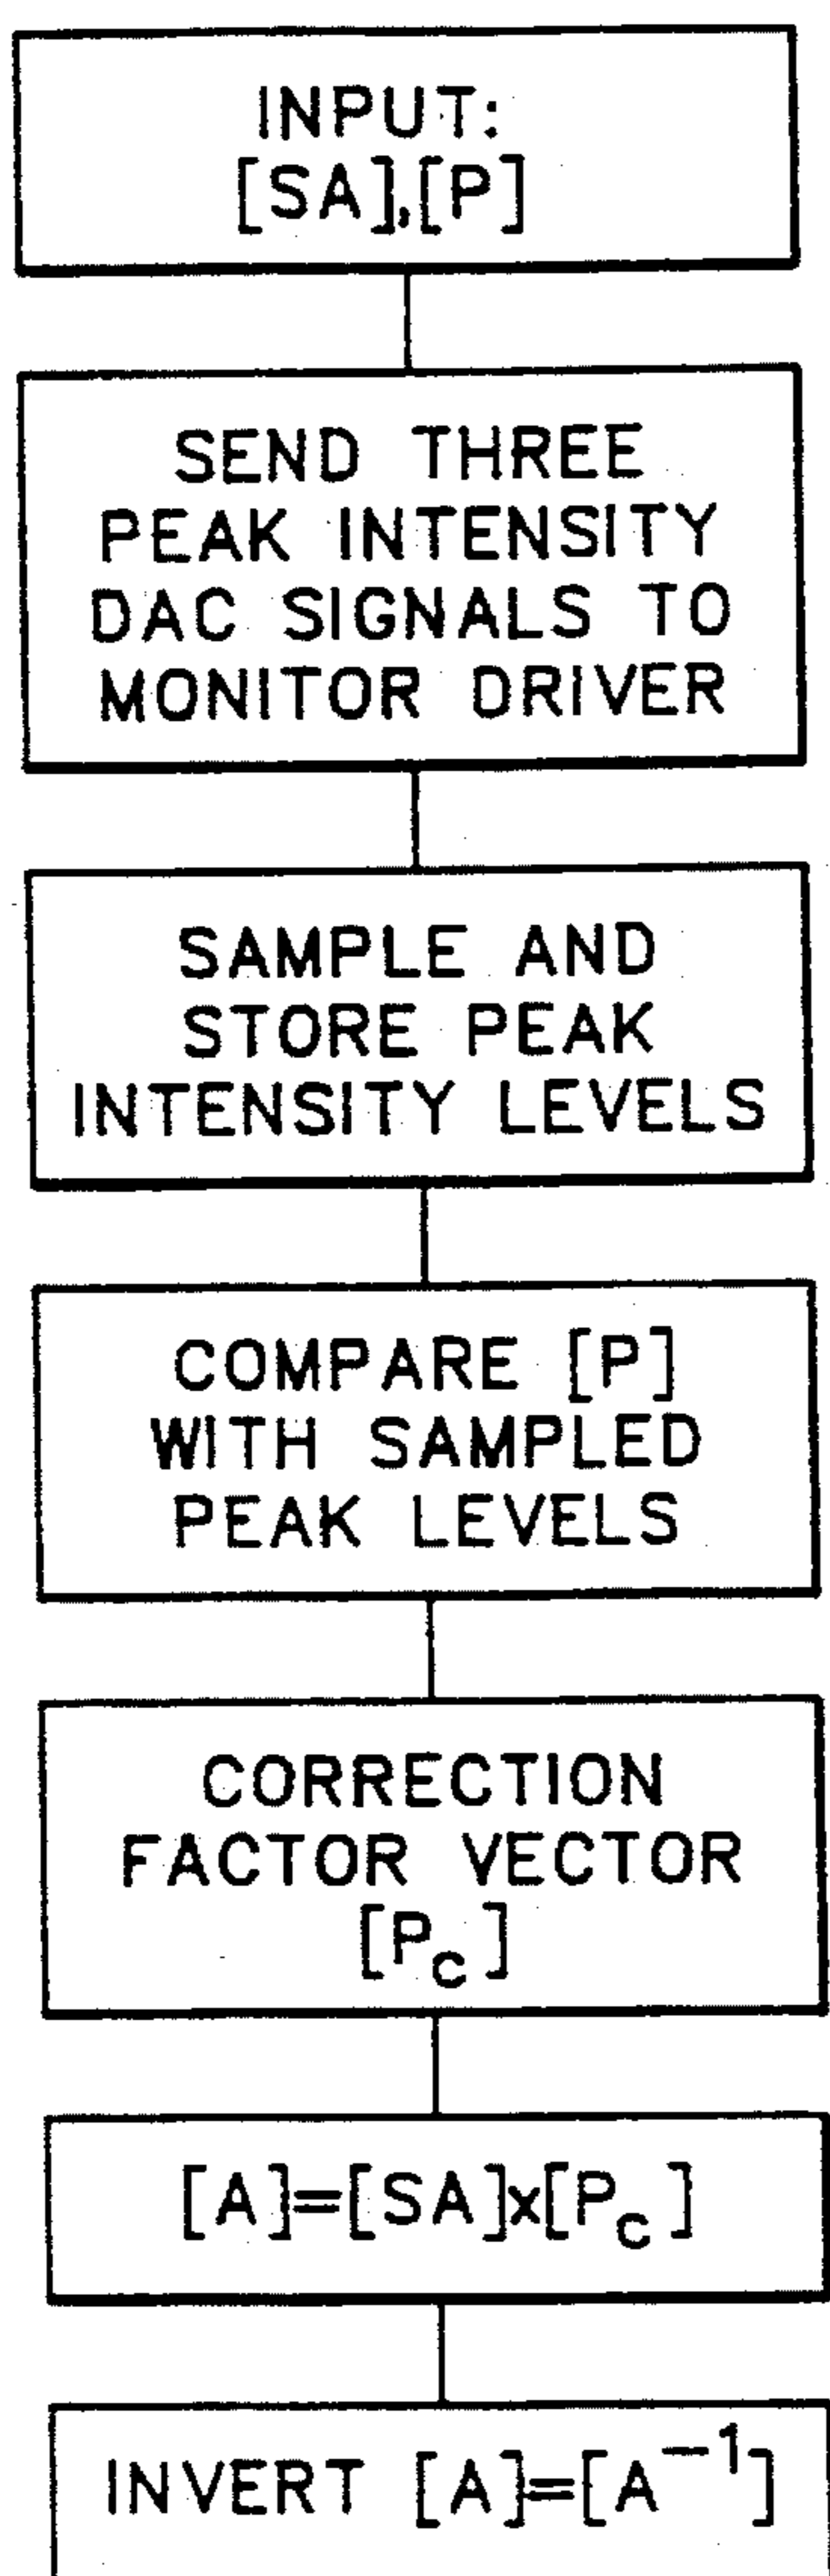 INPUT:
[SA],[P]
SEND THREE
PEAK INTENSITY
DAC SIGNALS TO
MONITOR DRIVER
SAMPLE AND
STORE PEAK
INTENSITY LEVELS
COMPARE [P]
WITH SAMPLED
PEAK LEVELS
CORRECTION
FACTOR VECTOR
[Pc]
[A]=[SA]x[Pc]
INVERT [A]=[A⁻¹]